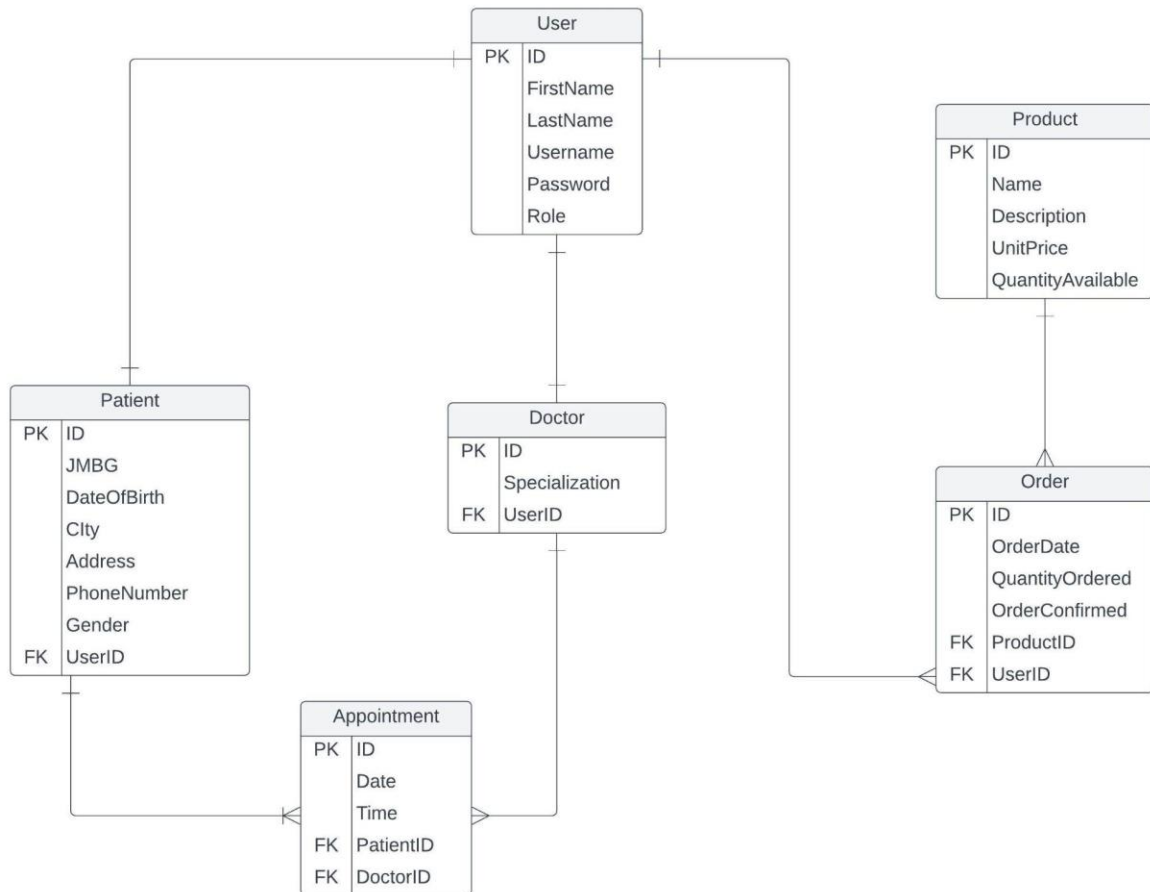 User
PK ID
FirstName
LastName
Username
Password
Role
Product
PK ID
Name
Description
UnitPrice
QuantityAvailable
Patient
PK ID
JMBG
DateOfBirth
CIty
Address
PhoneNumber
Gender
FK UserID
Doctor
PK ID
Specialization
FK UserID
Order
PK ID
OrderDate
QuantityOrdered
OrderConfirmed
FK ProductID
FK UserID
Appointment
PK ID
Date
Time
FK PatientID
FK DoctorID